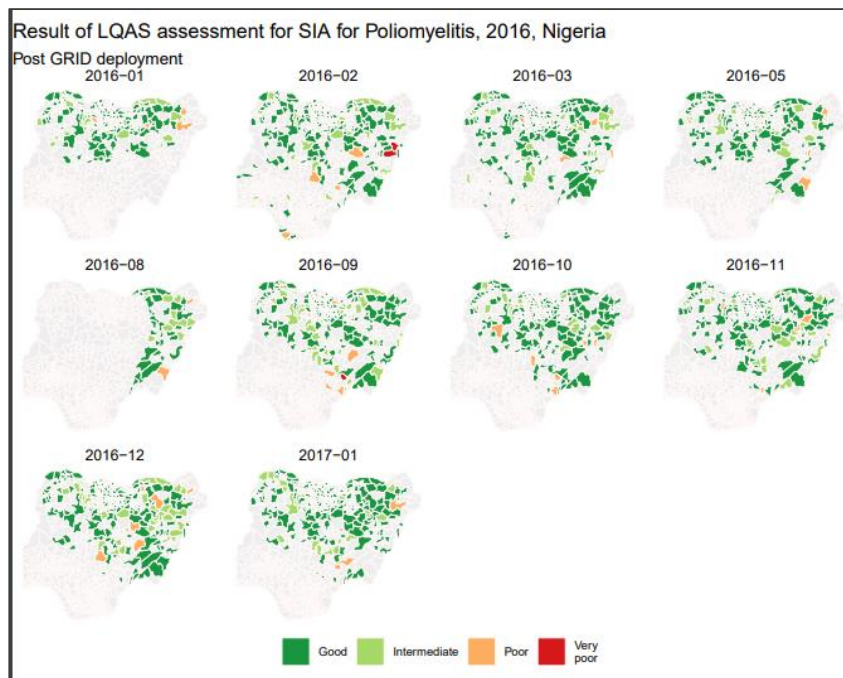 Result of LQAS assessment for SIA for Poliomyelitis, 2016, Nigeria
Post GRID deployment
2016−01 2016−02 2016−03 2016−05
2016−08 2016−09 2016−10 2016−11
2016−12 2017−01
Good Intermediate Poor Very
poor